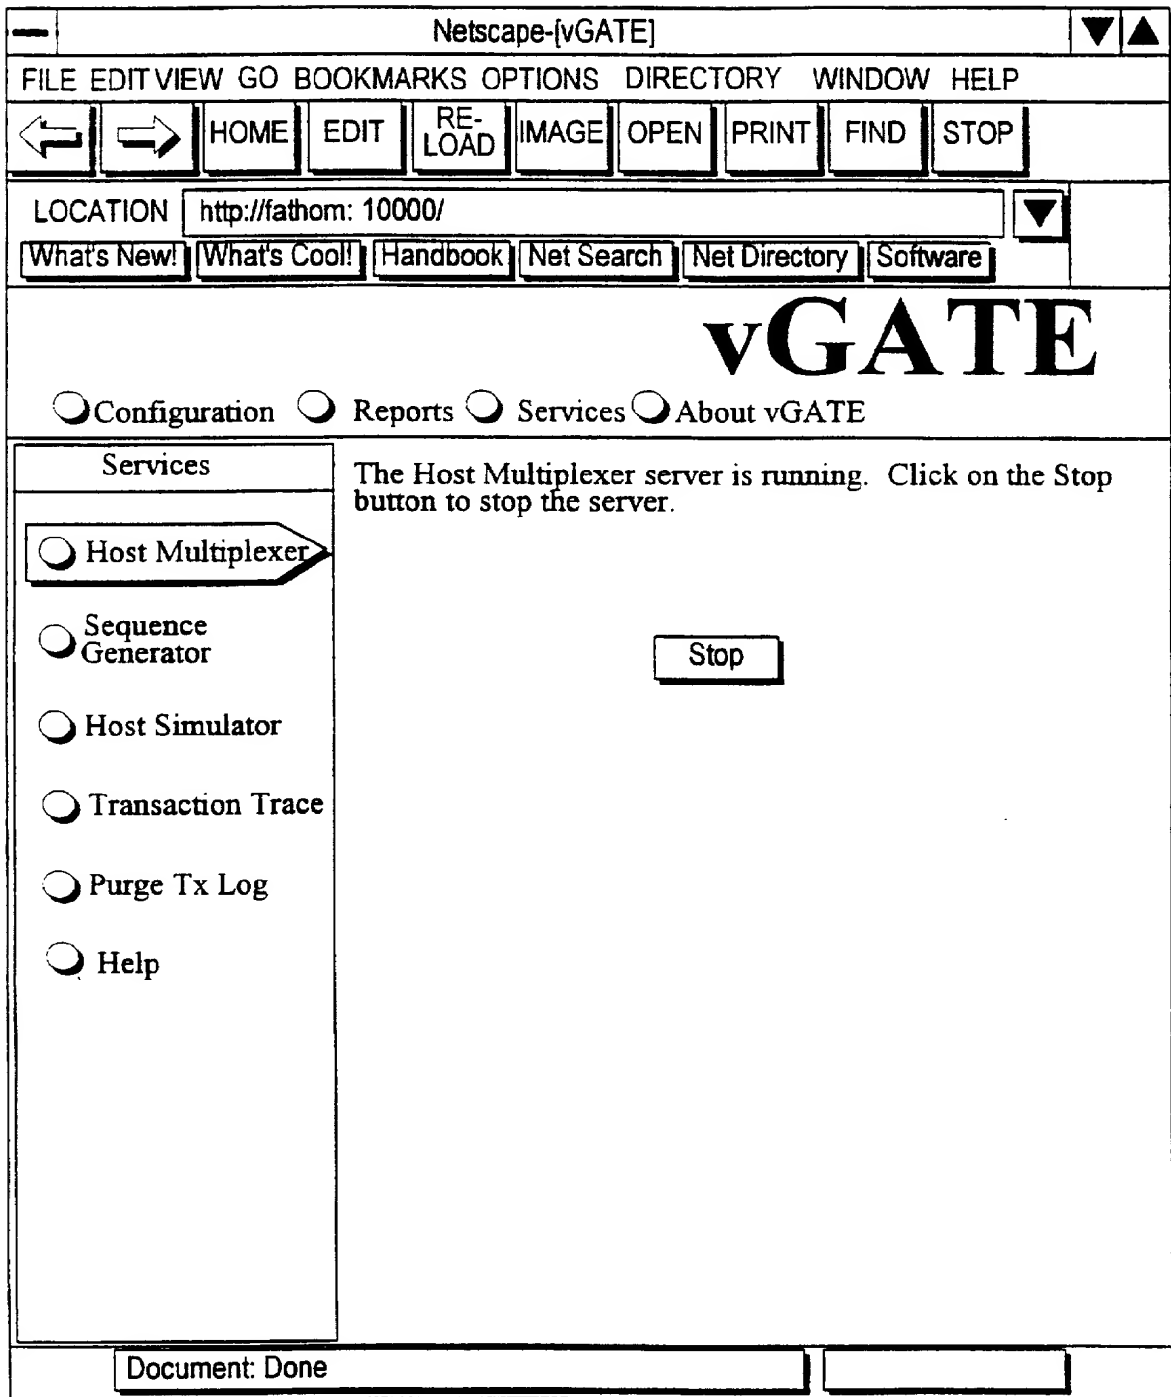 Netscape-[vGATE]
FILE EDIT VIEW GO BOOKMARKS OPTIONS DIRECTORY WINDOW HELP
HOME EDIT RE-LOAD IMAGE OPEN PRINT FIND STOP
LOCATION http://fathom: 10000/
What's New! What's Cool! Handbook Net Search Net Directory Software
vGATE
Configuration Reports Services About vGATE
Services
Host Multiplexer
Sequence
Generator
Host Simulator
Transaction Trace
Purge Tx Log
Help
The Host Multiplexer server is running. Click on the Stop
button to stop the server.
Stop
Document: Done